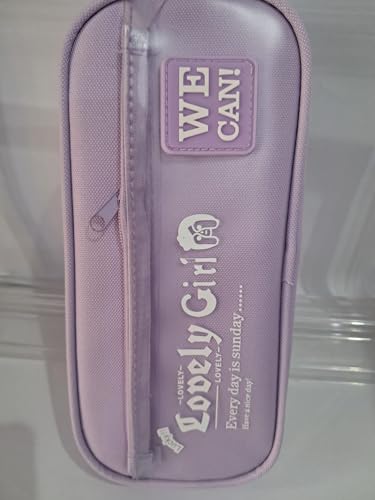 WE
CAN!
-LOVELY-
Lovely Girl
LOVELY-
Every day is sunday......
Have a nice day!